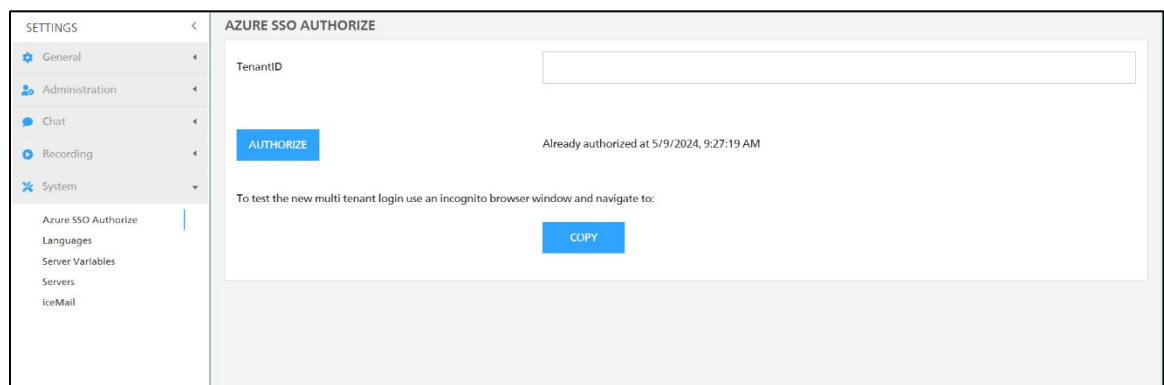 SETTINGS
General
Administration
Chat
Recording
System
Azure SSO Authorize
Languages
Server Variables
Servers
iceMail
AZURE SSO AUTHORIZE
TenantID
AUTHORIZE
Already authorized at 5/9/2024, 9:27:19 AM
To test the new multi tenant login use an incognito browser window and navigate to:
COPY